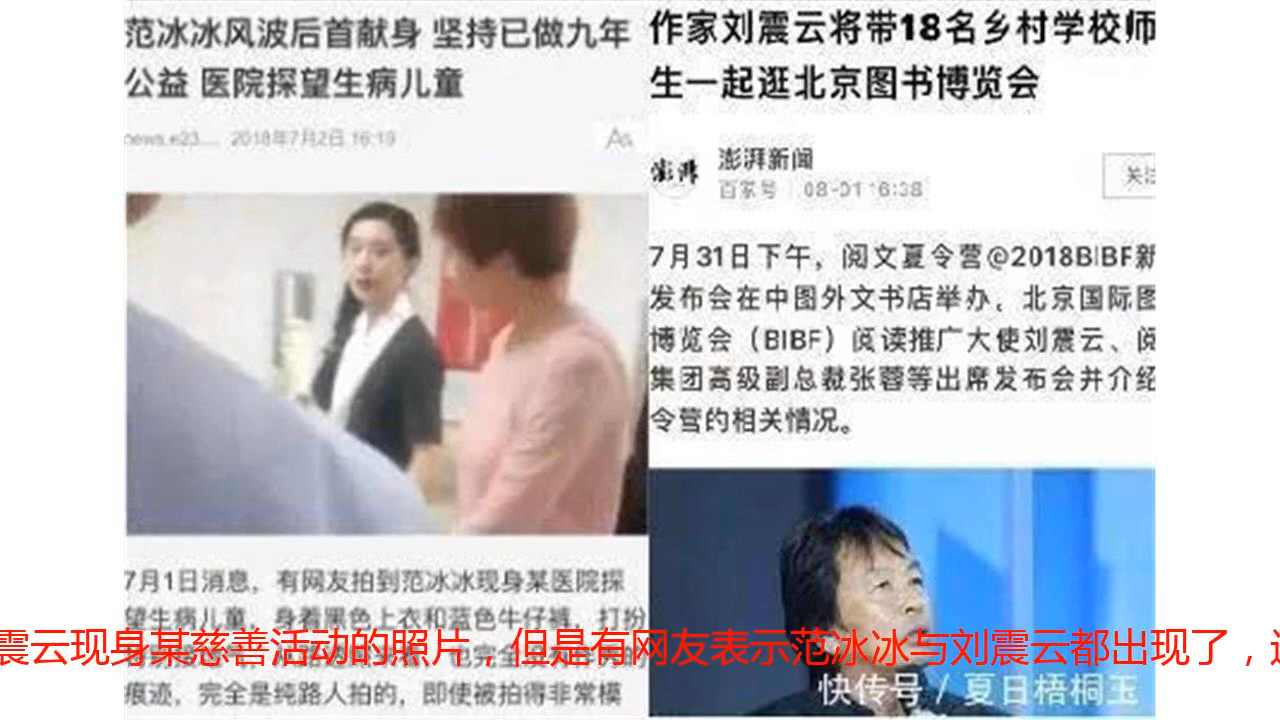 范冰冰风波后首献身 坚持已做九年
公益 医院探望生病儿童
news.e23.... 2018年7月2日 16:19
7月1日消息，有网友拍到范冰冰现身某医院探
望生病儿童，身着黑色上衣和蓝色牛仔裤，打扮
痕迹，完全是纯路人拍的，即使被拍得非常模
作家刘震云将带18名乡村学校师
生一起逛北京图书博览会
澎湃
澎湃新闻
百家号 08-01 16:38
关注
7月31日下午，阅文夏令营@2018BIBF新
发布会在中图外文书店举办。北京国际图
博览会（BIBF）阅读推广大使刘震云、阅
集团高级副总裁张蓉等出席发布会并介绍
令营的相关情况。
震云现身某慈善活动的照片，但是有网友表示范冰冰与刘震云都出现了，这
快传号 / 夏日梧桐玉